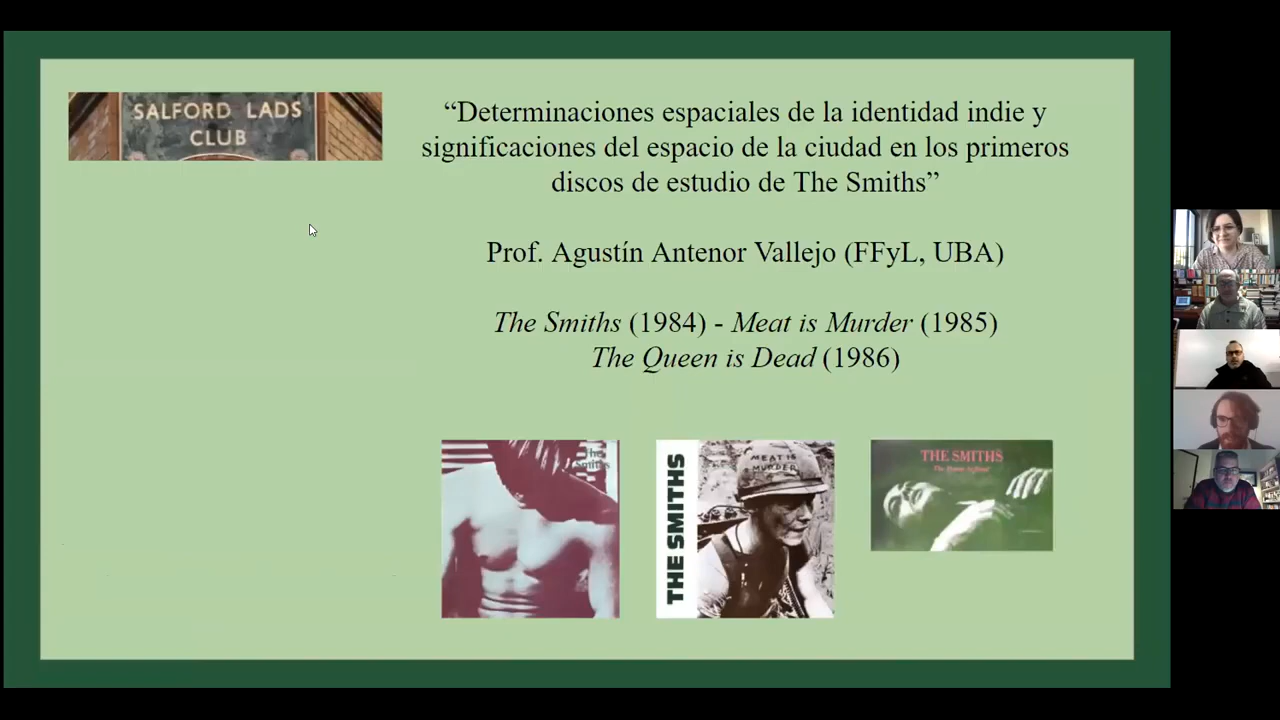 SALFORD LADS
CLUB
“Determinaciones espaciales de la identidad indie y
significaciones del espacio de la ciudad en los primeros
discos de estudio de The Smiths”
Prof. Agustín Antenor Vallejo (FFyL, UBA)
The Smiths (1984) - Meat is Murder (1985)
The Queen is Dead (1986)
The
Smiths
THE SMITHS
MEAT IS
MURDER
THE SMITHS
The Queen is Dead